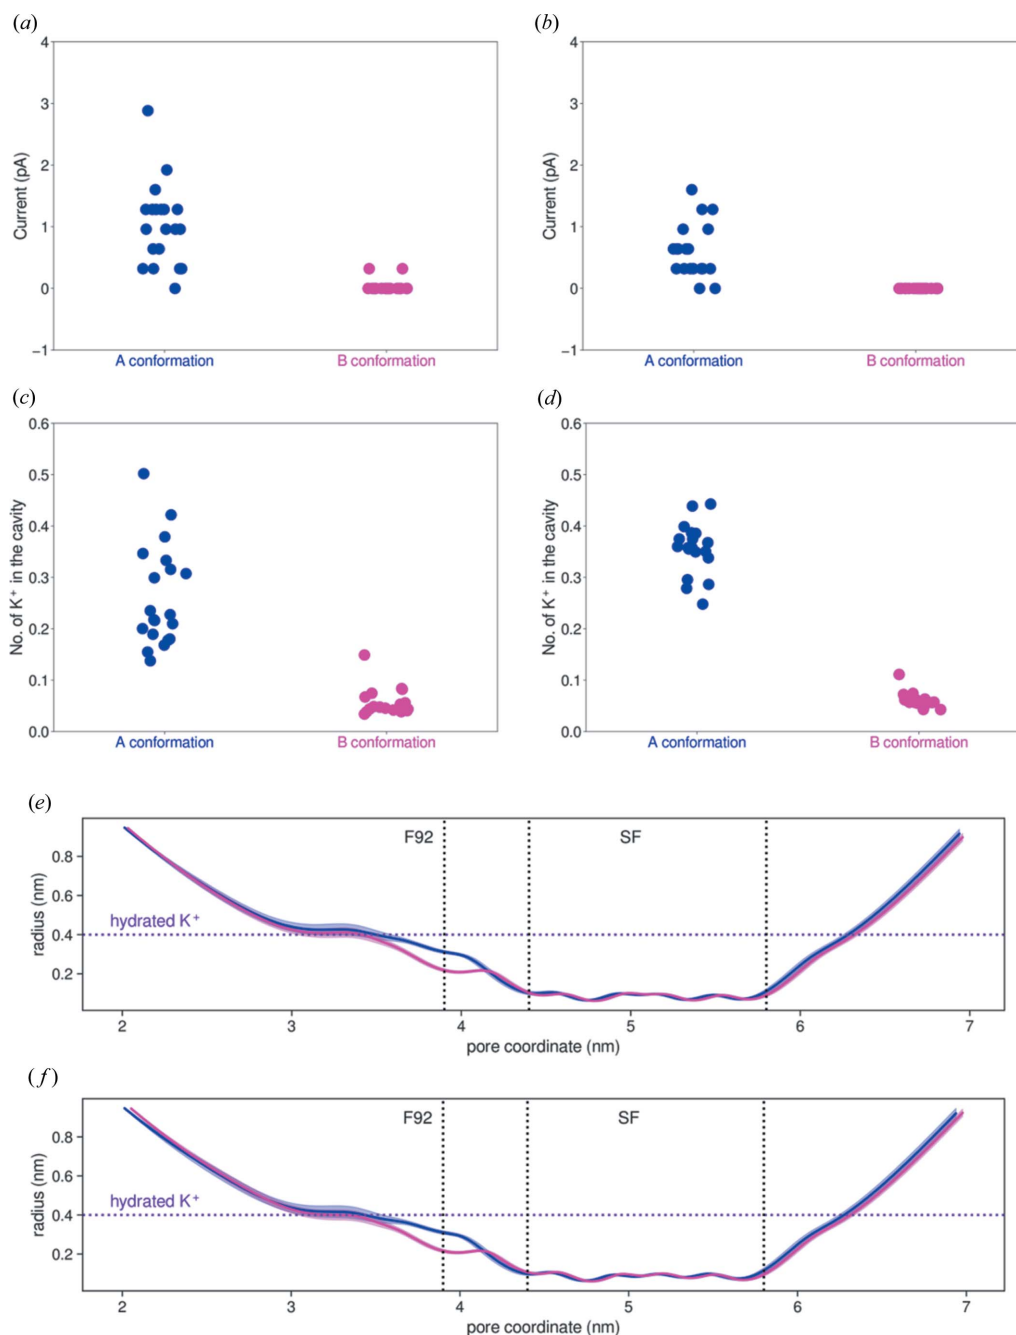 (a)
4
3
2
1
0
−1
Current (pA)
A conformation
B conformation
(b)
4
3
2
1
0
−1
Current (pA)
A conformation
B conformation
(c)
0.6
0.5
0.4
0.3
0.2
0.1
0.0
No. of K⁺ in the cavity
A conformation
B conformation
(d)
0.6
0.5
0.4
0.3
0.2
0.1
0.0
No. of K⁺ in the cavity
A conformation
B conformation
(e)
F92
SF
hydrated K⁺
0.8
0.6
0.4
0.2
radius (nm)
2 3 4 5 6 7
pore coordinate (nm)
(f)
F92
SF
hydrated K⁺
0.8
0.6
0.4
0.2
radius (nm)
2 3 4 5 6 7
pore coordinate (nm)